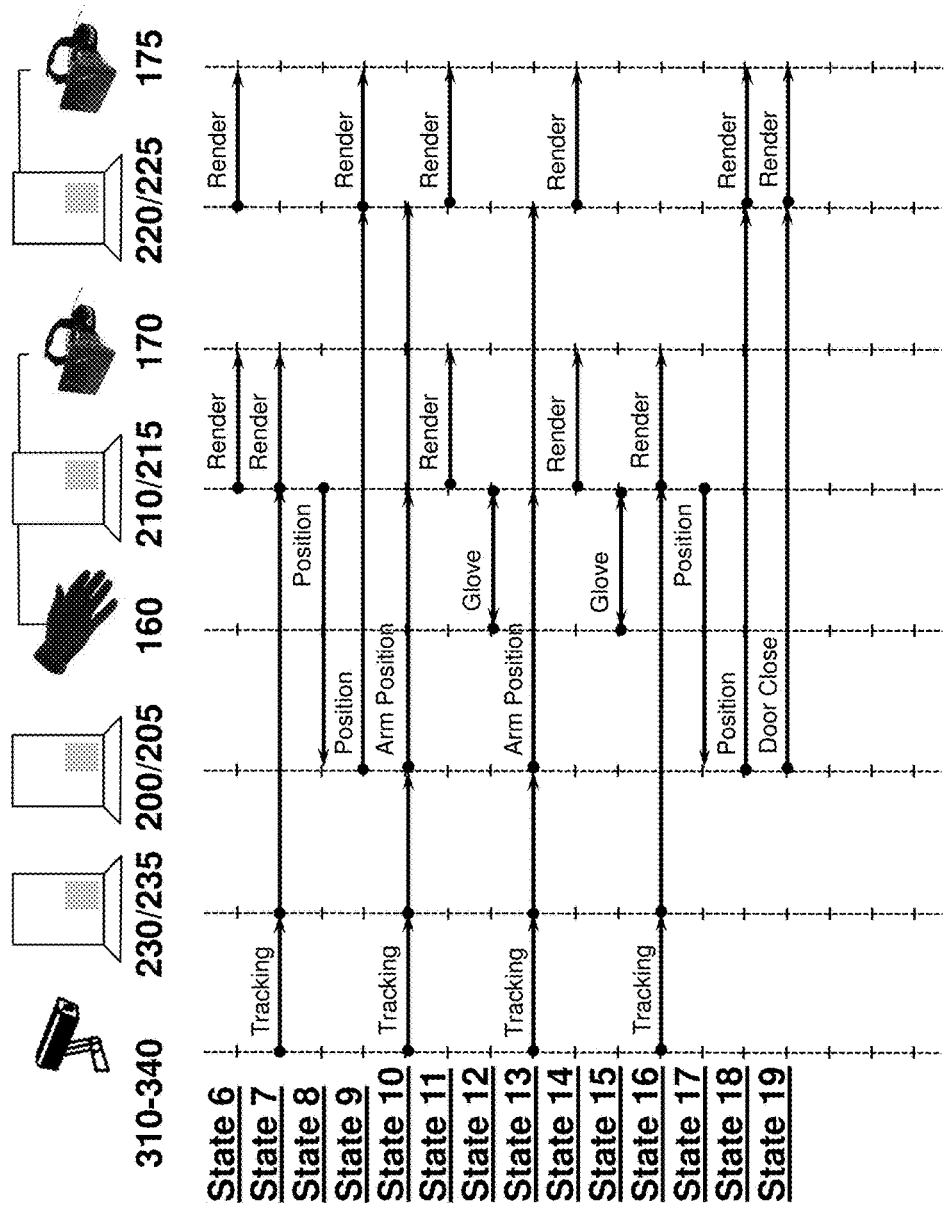 310-340 230/235 200/205 160 210/215 170 220/225 175
State 6 Render Render
State 7 Tracking Render
State 8 Position
State 9 Position Render
State 10 Tracking Arm Position
State 11 Render Render
State 12 Glove
State 13 Tracking Arm Position
State 14 Render Render
State 15 Glove
State 16 Tracking Render
State 17 Position
State 18 Position Render
State 19 Door Close Render